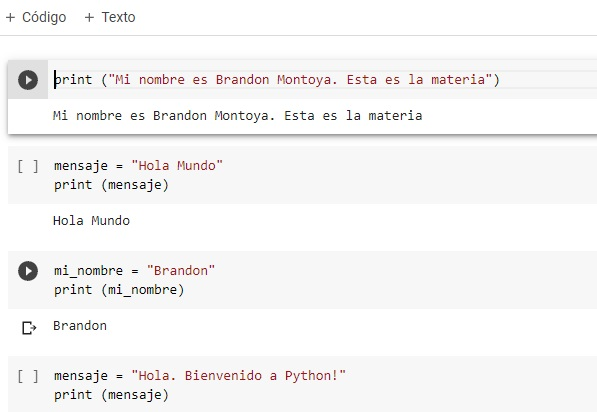 + Código + Texto
print ("Mi nombre es Brandon Montoya. Esta es la materia")
Mi nombre es Brandon Montoya. Esta es la materia
[ ] mensaje = "Hola Mundo"
print (mensaje)
Hola Mundo
mi_nombre = "Brandon"
print (mi_nombre)
Brandon
[ ] mensaje = "Hola. Bienvenido a Python!"
print (mensaje)